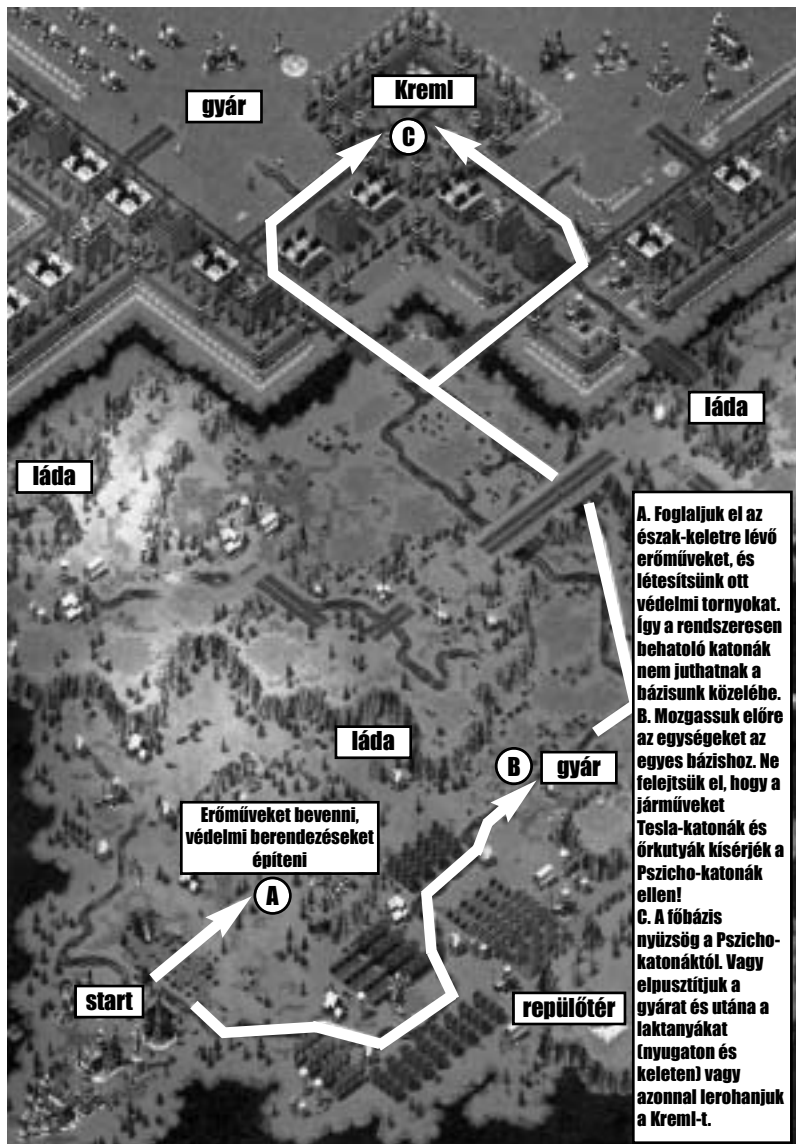 gyár
Kreml
C
láda
láda
láda
B
gyár
Erőműveket bevenni,
védelmi berendezéseket
építeni
A
start
repülőtér
A. Foglaljuk el az
észak-keletre lévő
erőműveket, és
létesítsünk ott
védelmi tornyokat.
Így a rendszeresen
behatoló katonák
nem juthatnak a
bázisunk közelébe.
B. Mozgassuk előre
az egységeket az
egyes bázishoz. Ne
felejtsük el, hogy a
járműveket
Tesla-katonák és
őrkutyák kísérjék a
Pszicho-katonák
ellen!
C. A főbázis
nyüzsög a Pszicho-
katonáktól. Vagy
elpusztítjuk a
gyárat és utána a
laktanyákat
(nyugaton és
keleten) vagy
azonnal lerohanjuk
a Kreml-t.